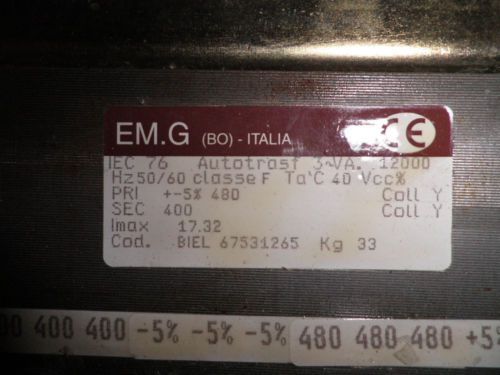 EM.G (BO) - ITALIA CE
IEC 76 Autotrasf 3~VA. 12000
Hz50/60 classe F Ta°C 40 Vcc%
PRI +-5% 480 Coll Y
SEC 400 Coll Y
Imax 17.32
Cod. BIEL 67531265 Kg 33
00 400 400 -5% -5% -5% 480 480 480 +5%